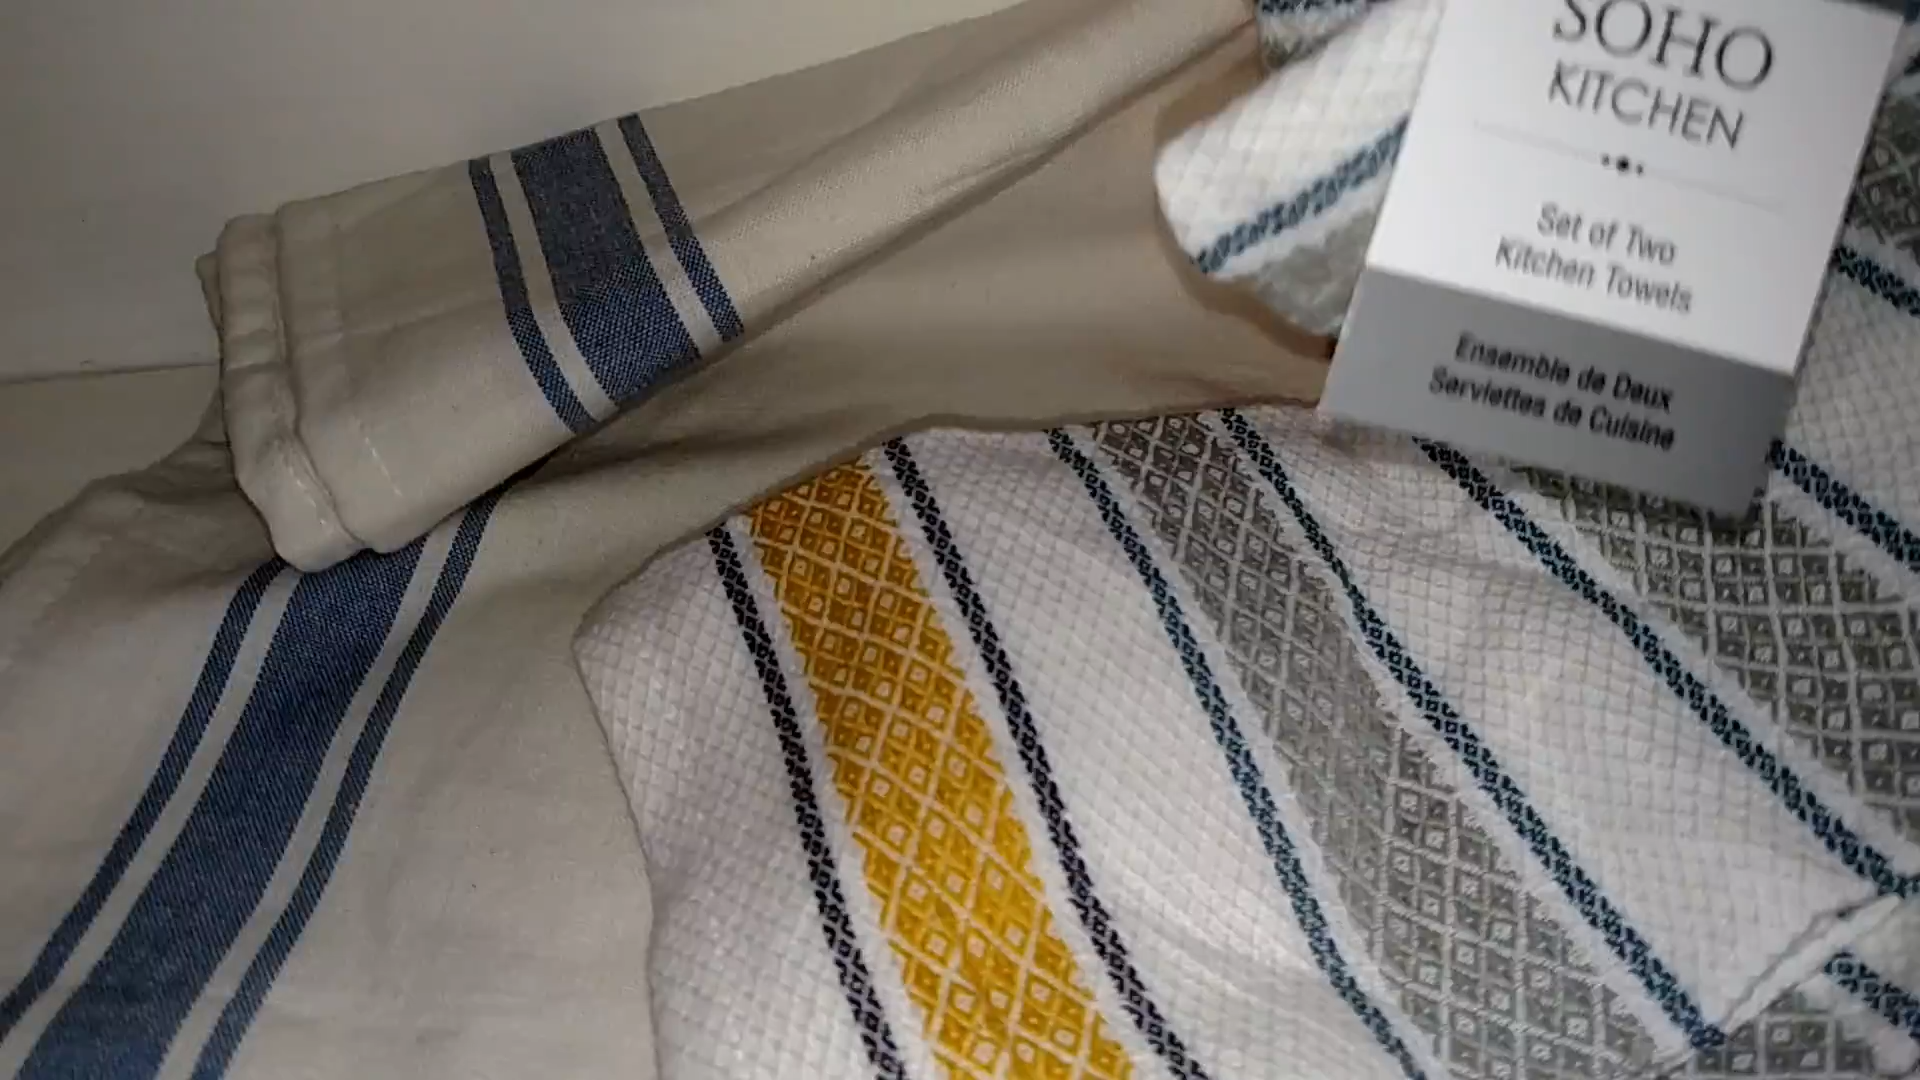 SOHO
KITCHEN
Set of Two
Kitchen Towels
Ensemble de Deux
Serviettes de Cuisine